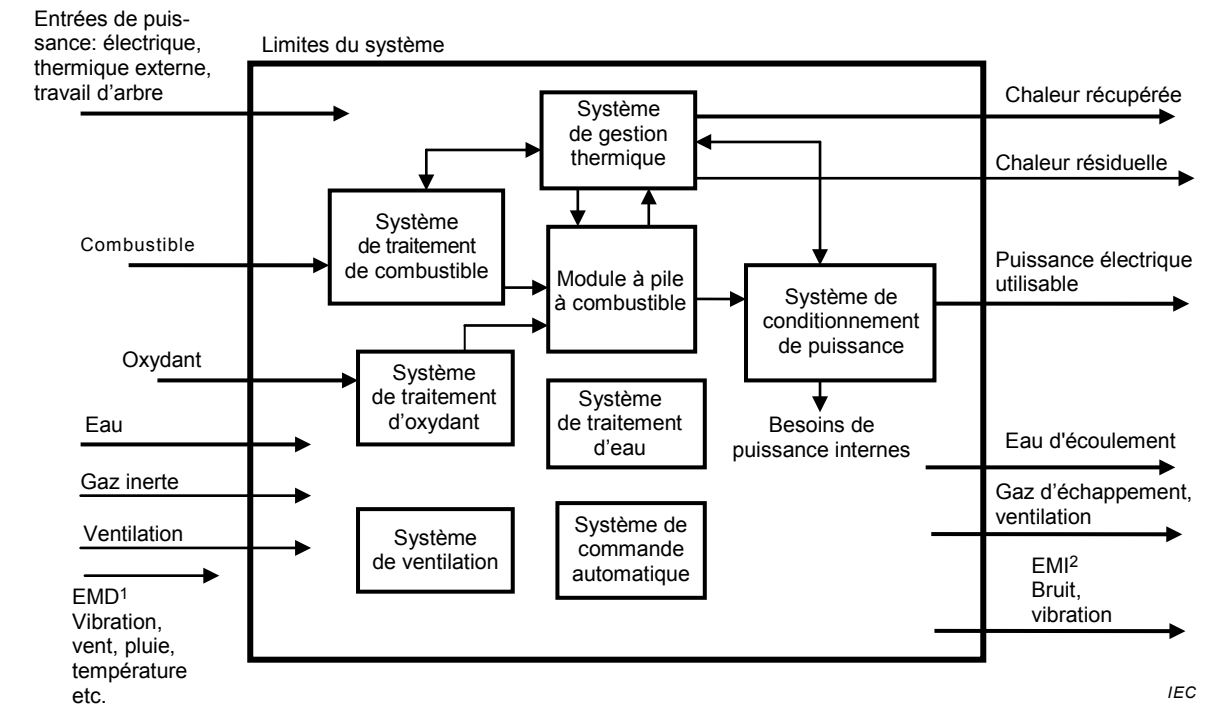 Entrées de puis-
sance: électrique,
thermique externe,
travail d'arbre
Limites du système
Système
de gestion
thermique
Chaleur récupérée
Chaleur résiduelle
Combustible
Système
de traitement
de combustible
Module à pile
à combustible
Système de
conditionnement
de puissance
Puissance électrique
utilisable
Oxydant
Système
de traitement
d'oxydant
Système
de traitement
d'eau
Besoins de
puissance internes
Eau
Gaz inerte
Ventilation
Eau d'écoulement
Gaz d'échappement,
ventilation
Système
de ventilation
Système de
commande
automatique
EMD1
Vibration,
vent, pluie,
température
etc.
EMI2
Bruit,
vibration
IEC